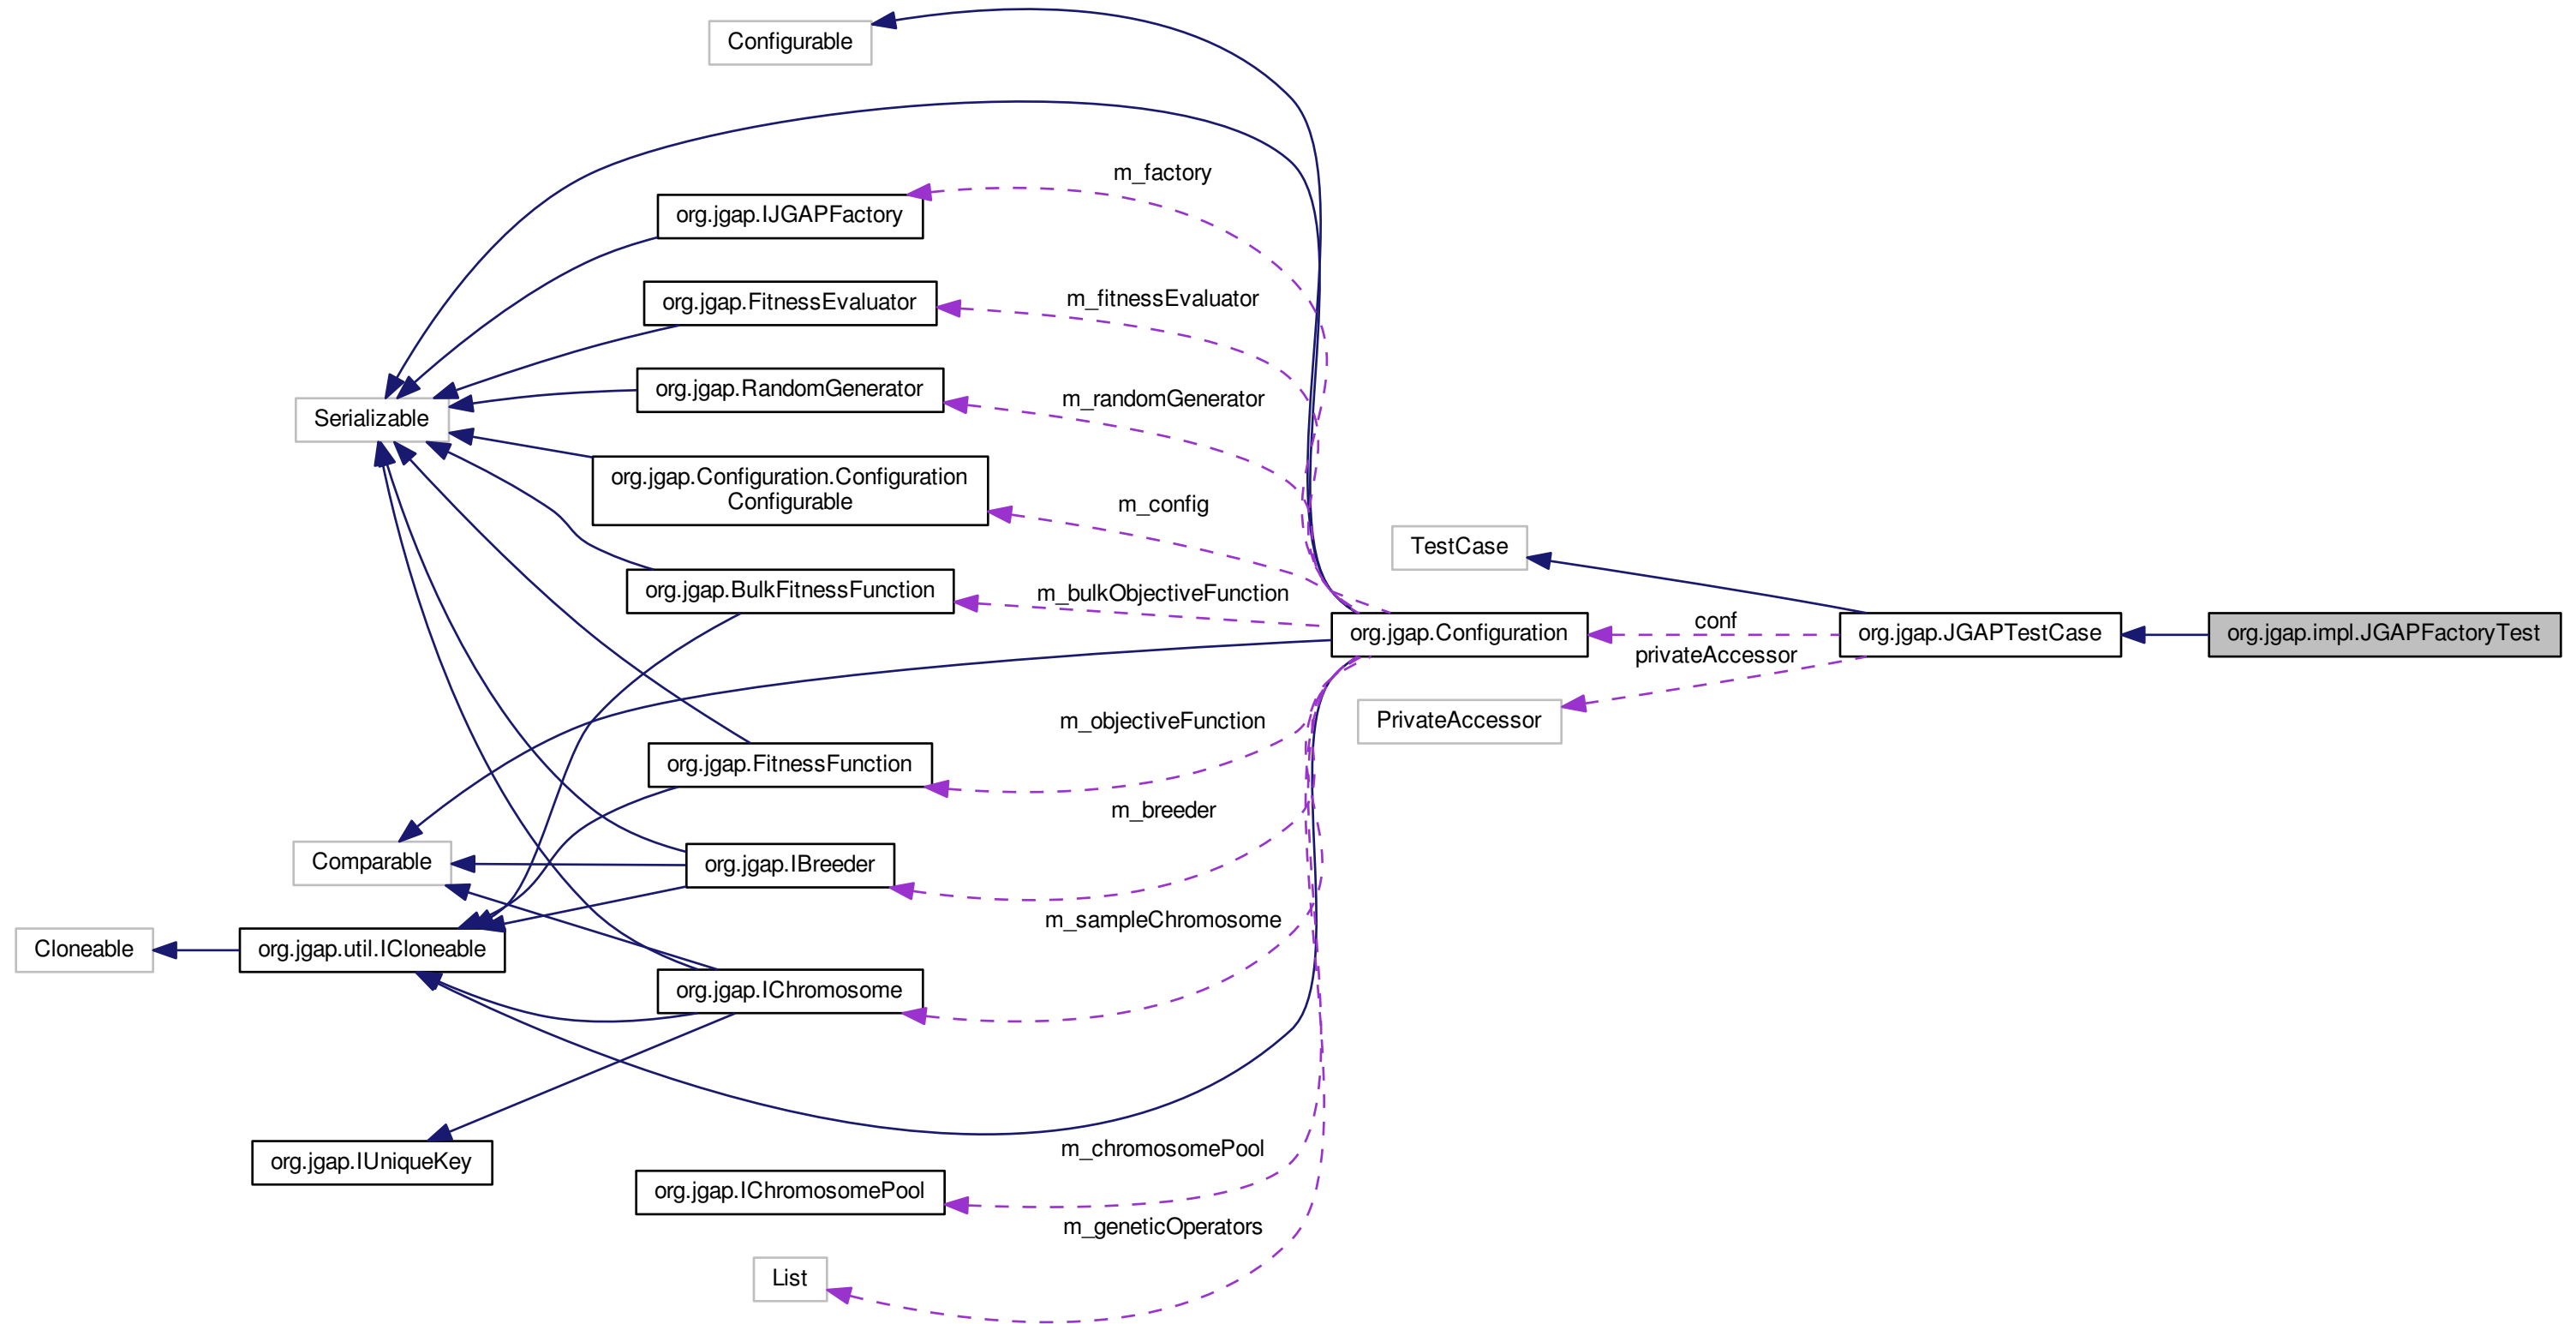 Configurable
m_factory
org.jgap.IJGAPFactory
m_fitnessEvaluator
org.jgap.FitnessEvaluator
m_randomGenerator
org.jgap.RandomGenerator
Serializable
org.jgap.Configuration.Configuration
Configurable
m_config
TestCase
m_bulkObjectiveFunction
org.jgap.BulkFitnessFunction
conf
org.jgap.Configuration
org.jgap.JGAPTestCase
org.jgap.impl.JGAPFactoryTest
privateAccessor
PrivateAccessor
m_objectiveFunction
org.jgap.FitnessFunction
m_breeder
Comparable
org.jgap.IBreeder
m_sampleChromosome
Cloneable
org.jgap.util.ICloneable
org.jgap.IChromosome
m_chromosomePool
org.jgap.IUniqueKey
org.jgap.IChromosomePool
m_geneticOperators
List